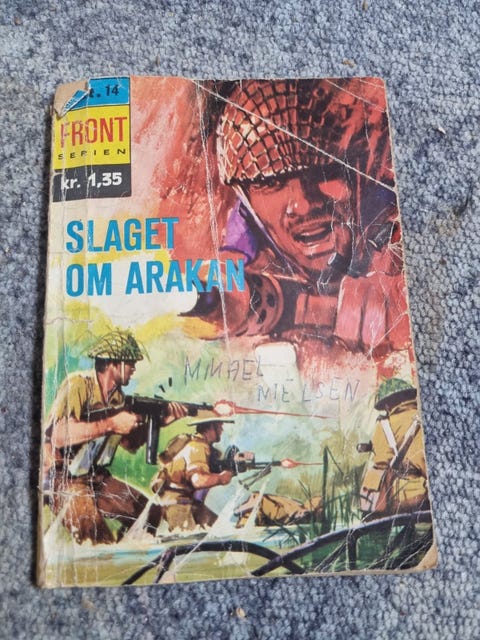 . 14
FRONT
SERIEN
kr. 1,35
SLAGET
OM ARAKAN
MIKAEL
NIELSEN